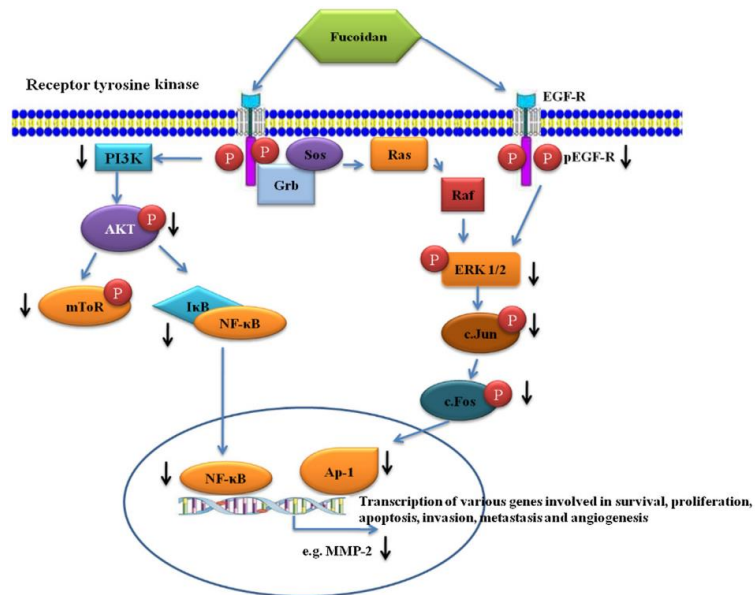 Fucoidan
Receptor tyrosine kinase
EGF-R
PI3K
P
P
Sos
Grb
Ras
P
P
pEGF-R
Raf
AKT
P
P
ERK 1/2
mToR
P
IκB
NF-κB
c.Jun
P
c.Fos
P
NF-κB
Ap-1
Transcription of various genes involved in survival, proliferation,
apoptosis, invasion, metastasis and angiogenesis
e.g. MMP-2